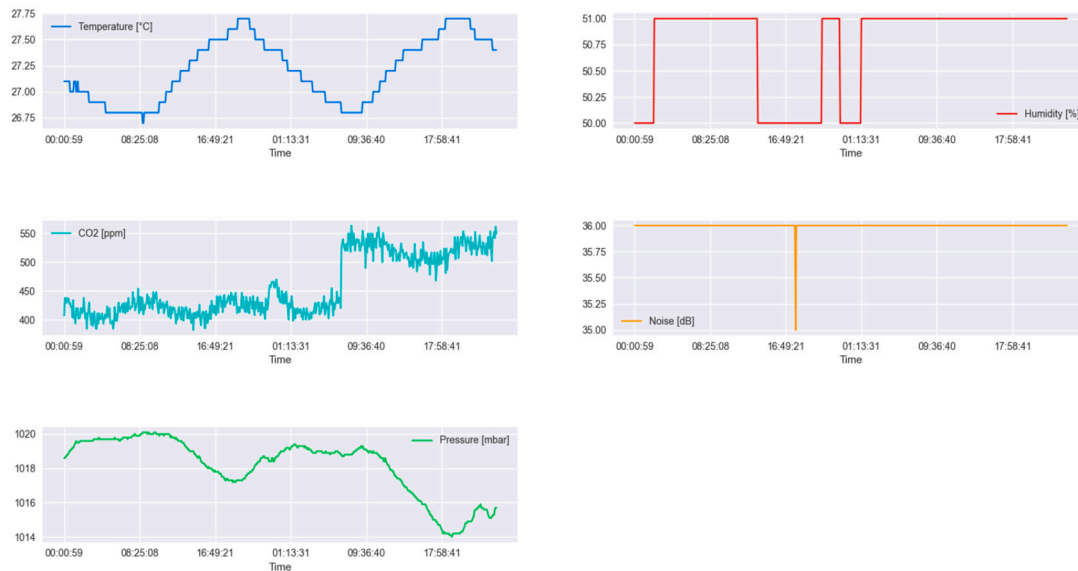 27.75
27.50
27.25
27.00
26.75
Temperature [°C]
00:00:59 08:25:08 16:49:21 01:13:31 09:36:40 17:58:41
Time
51.00
50.75
50.50
50.25
50.00
Humidity [%]
00:00:59 08:25:08 16:49:21 01:13:31 09:36:40 17:58:41
Time
550
500
450
400
CO2 [ppm]
00:00:59 08:25:08 16:49:21 01:13:31 09:36:40 17:58:41
Time
36.00
35.75
35.50
35.25
35.00
Noise [dB]
00:00:59 08:25:08 16:49:21 01:13:31 09:36:40 17:58:41
Time
1020
1018
1016
1014
Pressure [mbar]
00:00:59 08:25:08 16:49:21 01:13:31 09:36:40 17:58:41
Time